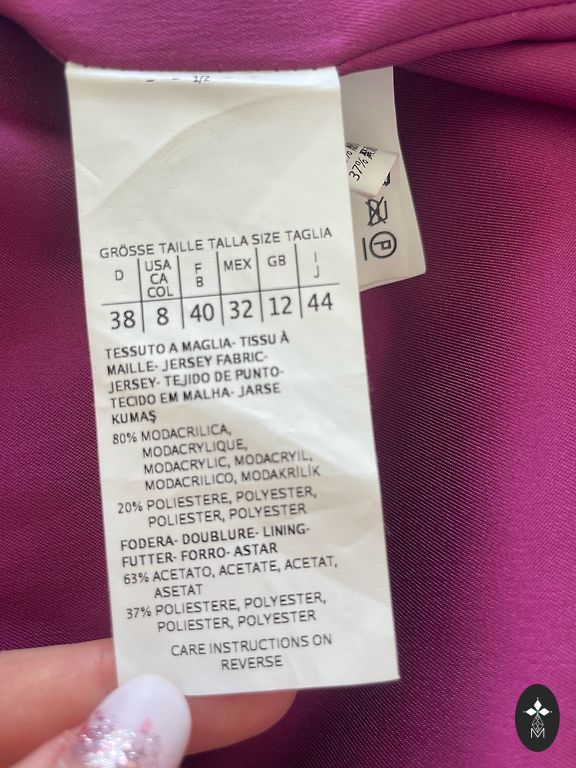 1/2
GRÖSSE TAILLE TALLA SIZE TAGLIA
D USA CA COL F B MEX GB I J
38 8 40 32 12 44
TESSUTO A MAGLIA- TISSU À
MAILLE- JERSEY FABRIC-
JERSEY- TEJIDO DE PUNTO-
TECIDO EM MALHA- JARSE
KUMAŞ
80% MODACRILICA,
MODACRYLIQUE,
MODACRYLIC, MODACRYL,
MODACRILICO, MODAKRİLİK
20% POLIESTERE, POLYESTER,
POLIESTER, POLYESTER
FODERA- DOUBLURE- LINING-
FUTTER- FORRO- ASTAR
63% ACETATO, ACETATE, ACETAT,
ASETAT
37% POLIESTERE, POLYESTER,
POLIESTER, POLYESTER
CARE INSTRUCTIONS ON
REVERSE
37%
P
M